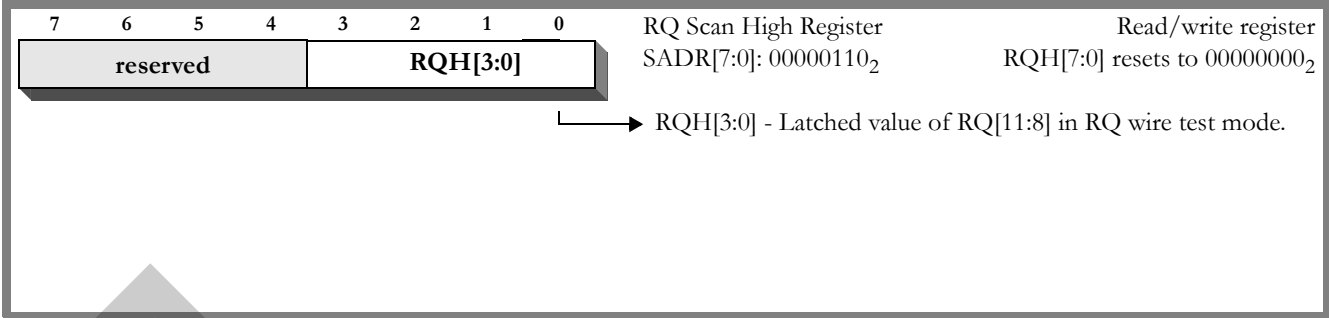 7 6 5 4 3 2 1 0
reserved RQH[3:0]
RQ Scan High Register Read/write register
SADR[7:0]: 00000110₂ RQH[7:0] resets to 00000000₂
RQH[3:0] - Latched value of RQ[11:8] in RQ wire test mode.